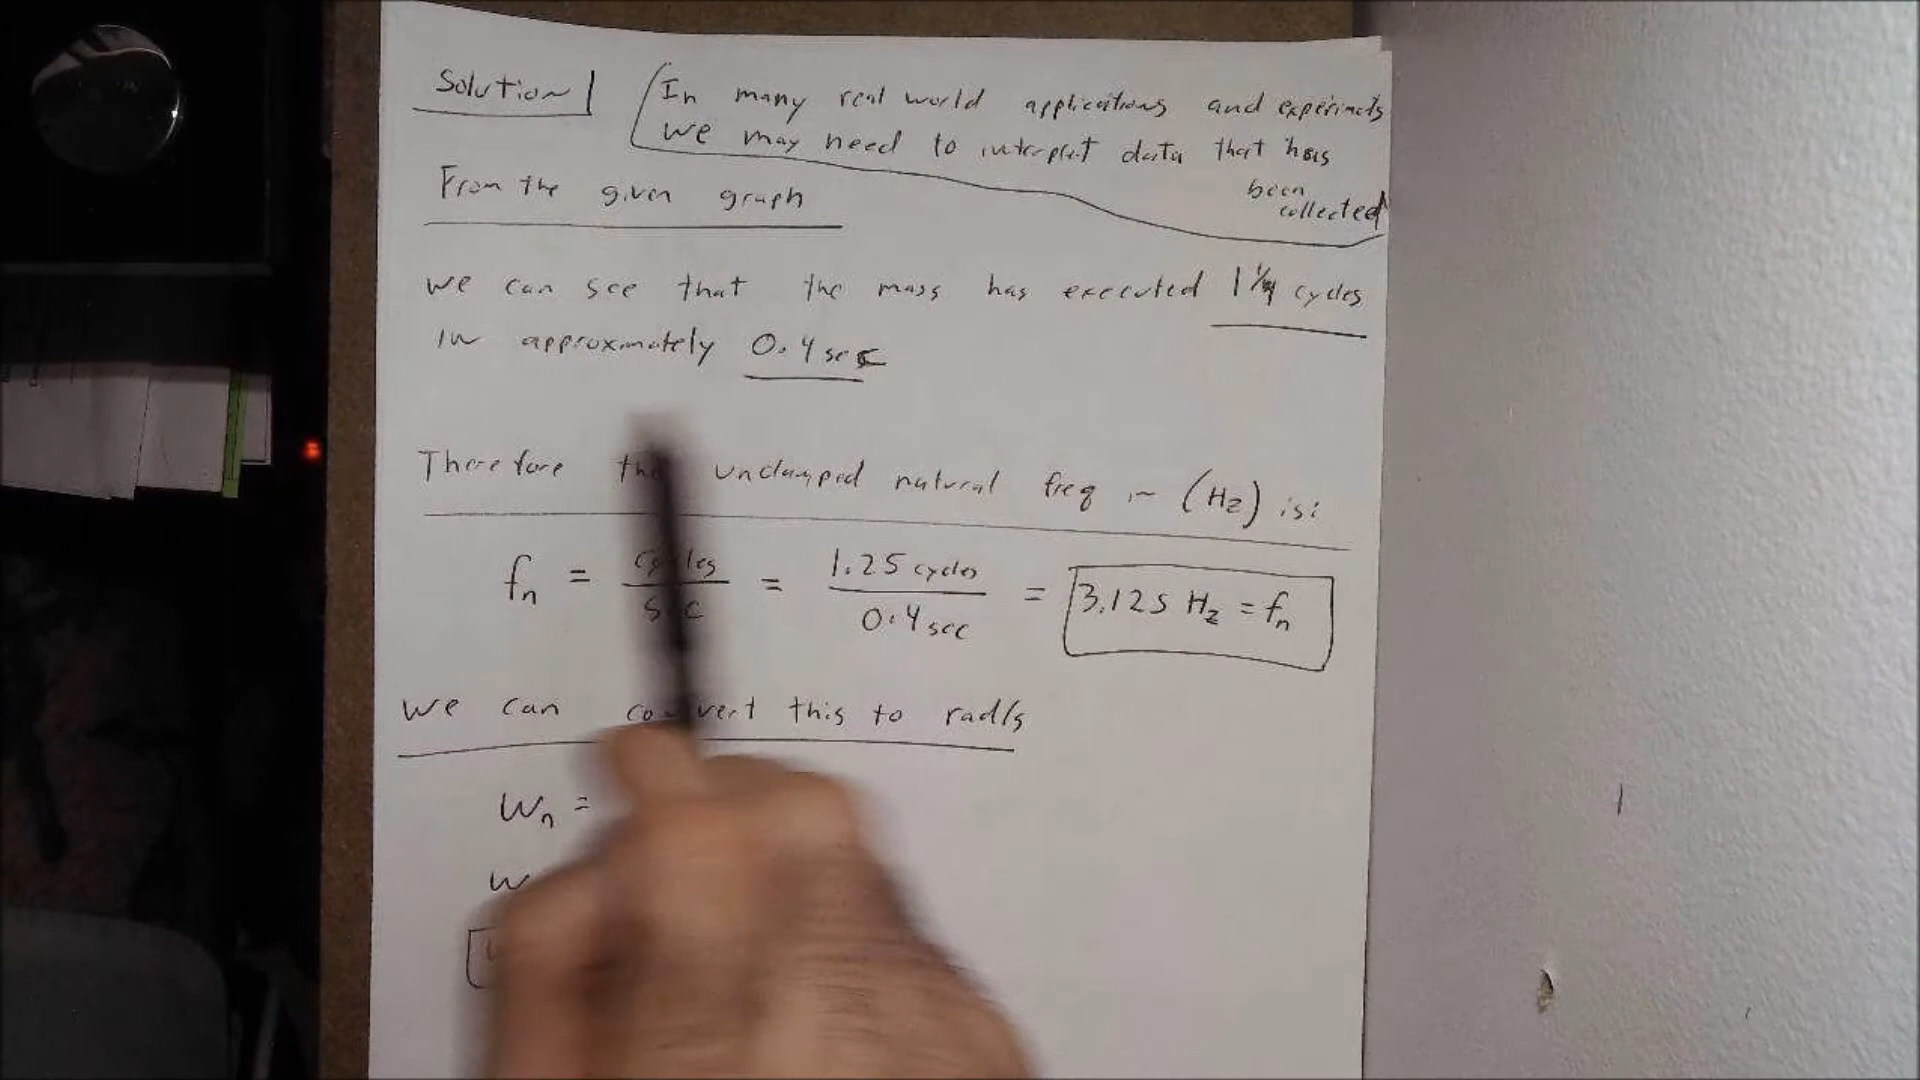 Solution
In many real world applications and experimets
we may need to interpret data that has
been
collected
From the given graph
we can see that the mass has executed 1 1/4 cycles
in approximately 0.4 sec
Therefore the undamped natural freq in (Hz) is:
fn = cycles/sec = 1.25 cycles/0.4 sec = 3.125 Hz = fn
we can convert this to rad/s
Wn =
W